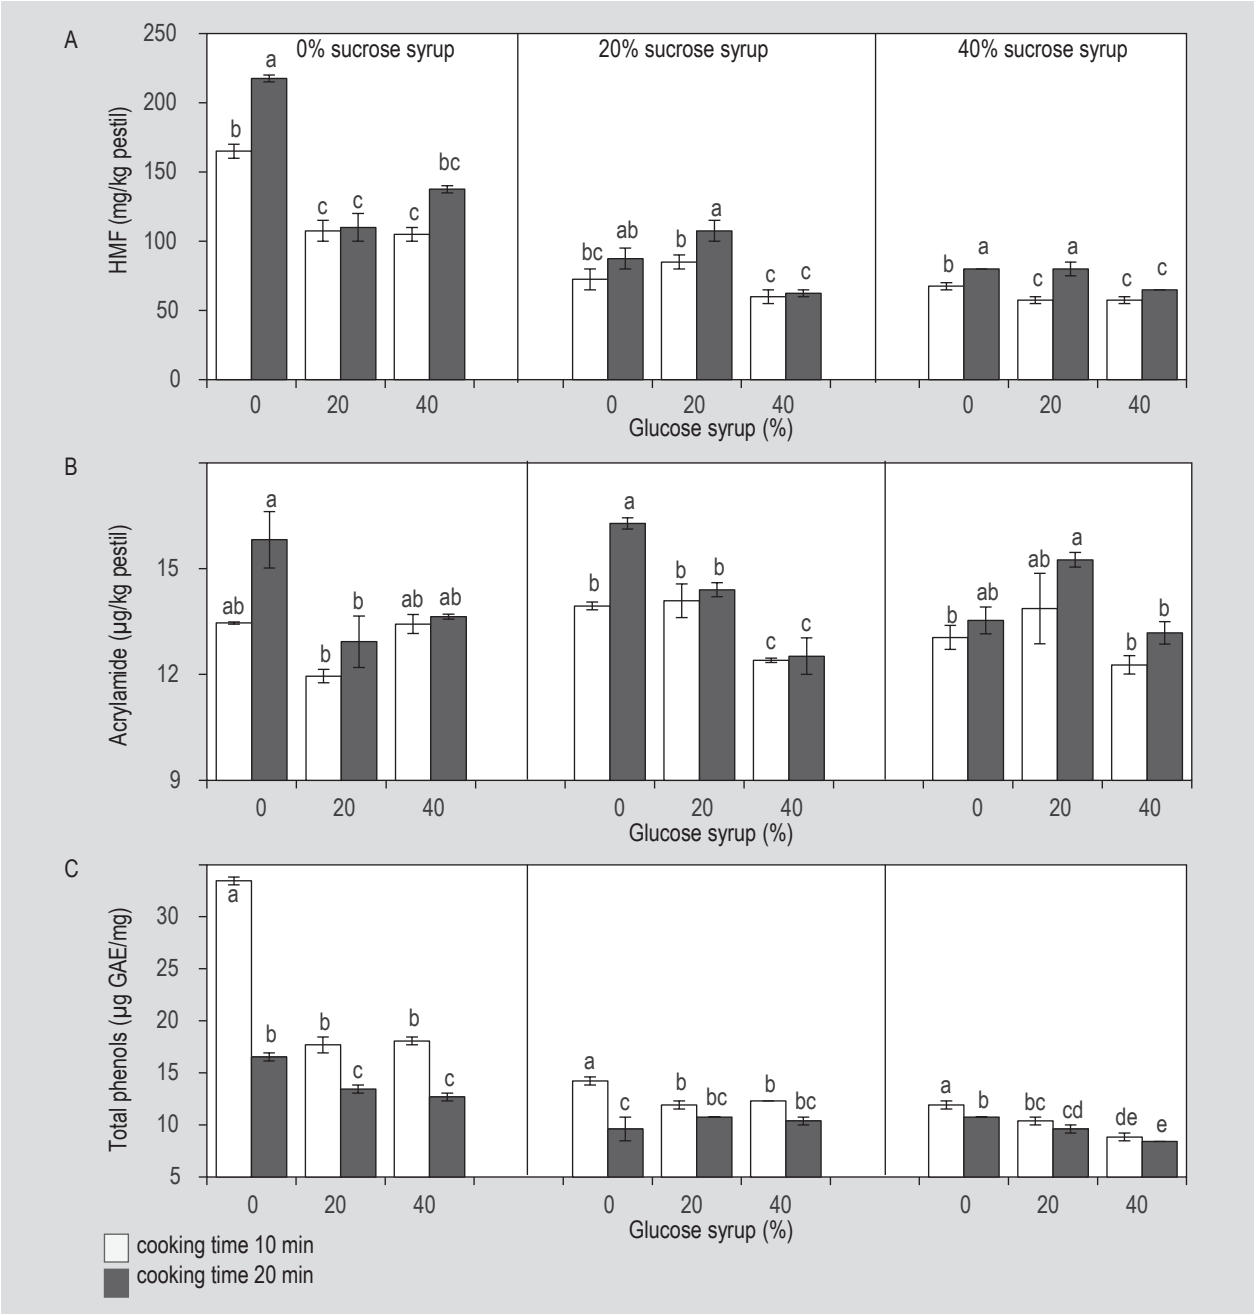 A
250
0% sucrose syrup
20% sucrose syrup
40% sucrose syrup
a
200
b
HMF (mg/kg pestil)
150
bc
c c
c
a
b
bc
ab
100
c c
b
a
c
a
c
c
50
0
0 20 40
0 20 40
0 20 40
Glucose syrup (%)
B
a
a
a
Acrylamide (µg/kg pestil)
15
ab
b
ab ab
b
b
b b
c
c
b
ab
ab
b
b
12
9
0 20 40
0 20 40
0 20 40
Glucose syrup (%)
C
a
Total phenols (µg GAE/mg)
30
25
20
b b b
c c
15
a
c
b
bc
b
bc
a
b
bc
cd
de
e
10
5
0 20 40
0 20 40
0 20 40
Glucose syrup (%)
cooking time 10 min
cooking time 20 min